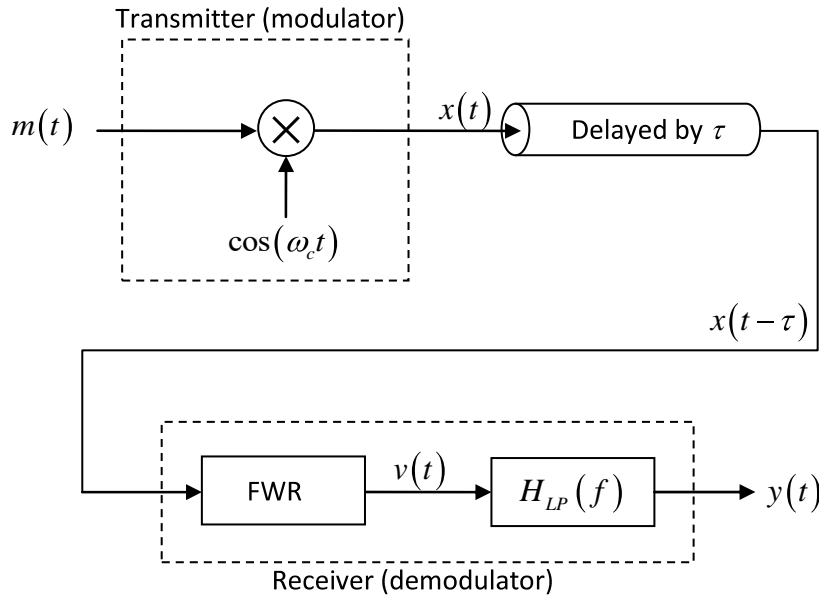 Transmitter (modulator)
m(t)
×
x(t)
Delayed by τ
cos(ω_c t)
x(t − τ)
FWR
v(t)
H_LP(f)
y(t)
Receiver (demodulator)